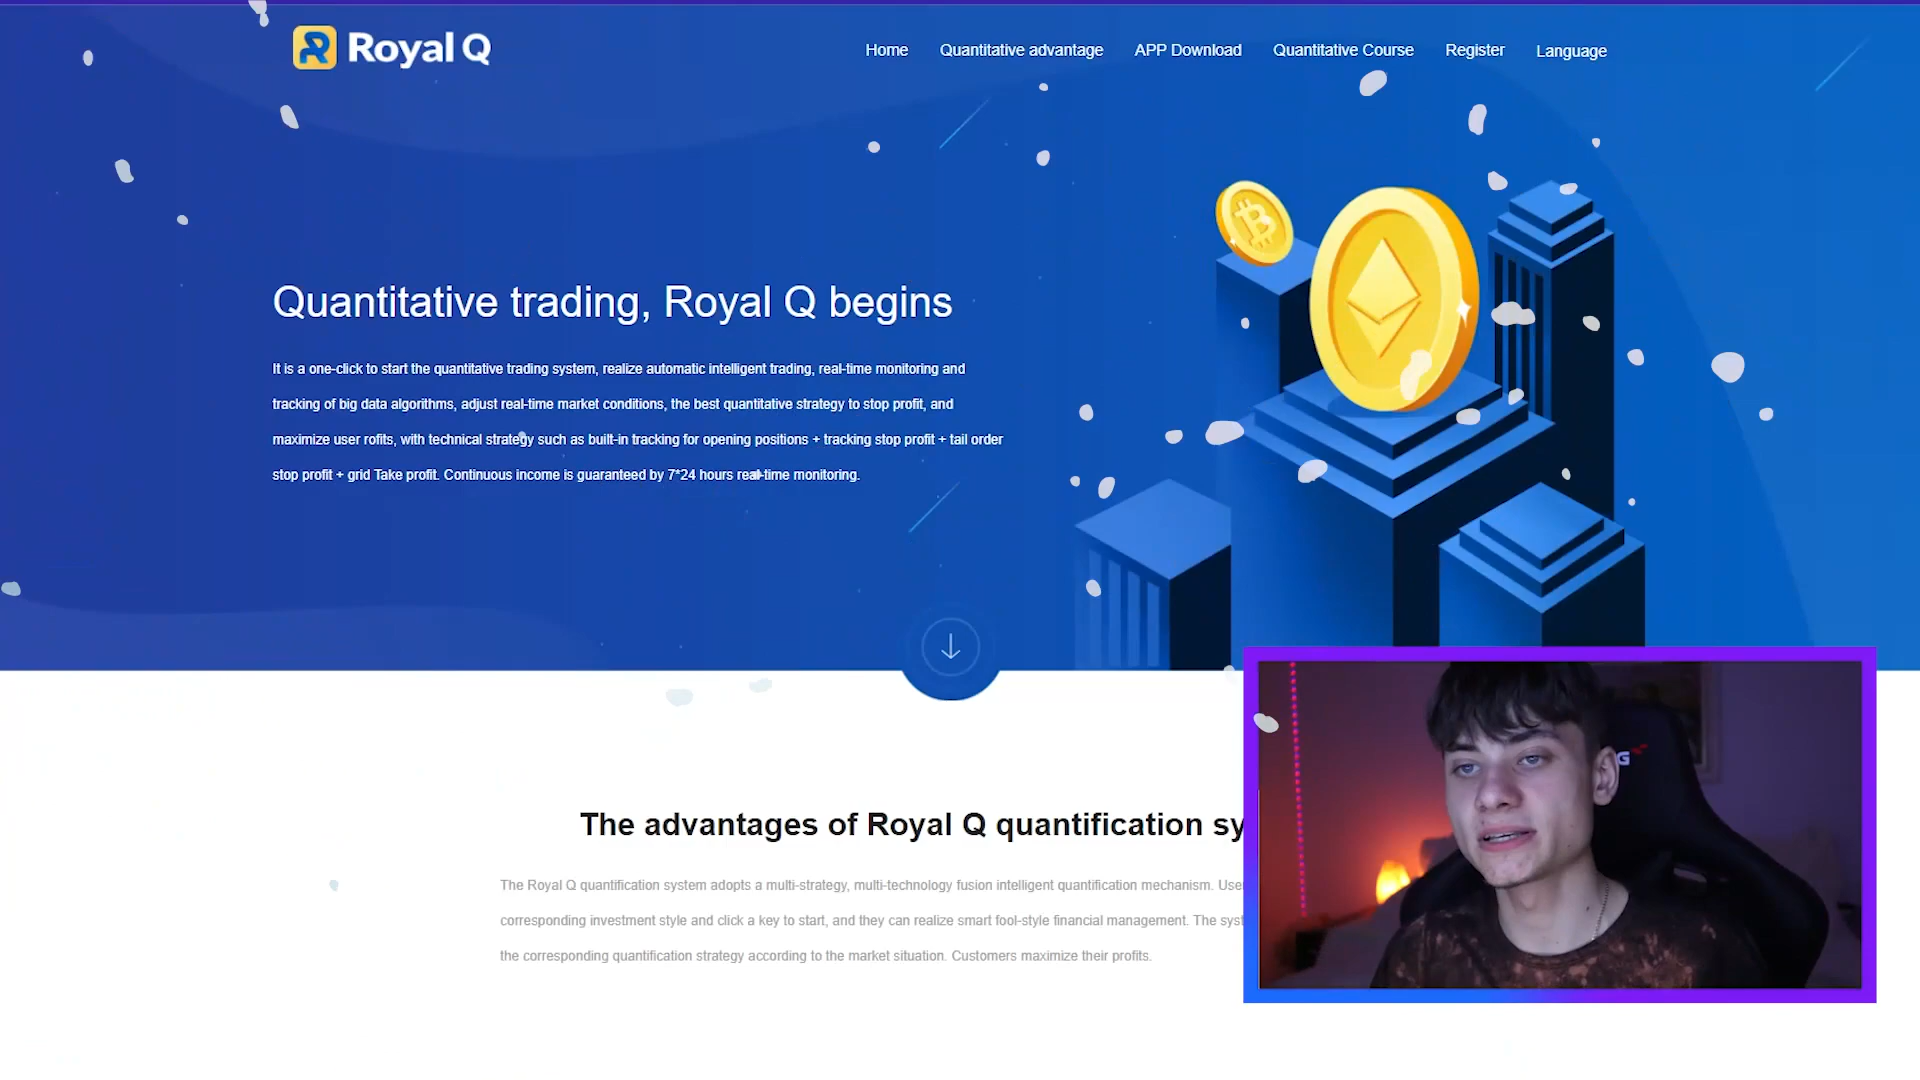 Royal Q
Home Quantitative advantage APP Download Quantitative Course Register Language
Quantitative trading, Royal Q begins
It is a one-click to start the quantitative trading system, realize automatic intelligent trading, real-time monitoring and
tracking of big data algorithms, adjust real-time market conditions, the best quantitative strategy to stop profit, and
maximize user rofits, with technical strategy such as built-in tracking for opening positions + tracking stop profit + tail order
stop profit + grid Take profit. Continuous income is guaranteed by 7*24 hours real-time monitoring.
The advantages of Royal Q quantification sy
The Royal Q quantification system adopts a multi-strategy, multi-technology fusion intelligent quantification mechanism. Use
corresponding investment style and click a key to start, and they can realize smart fool-style financial management. The syst
the corresponding quantification strategy according to the market situation. Customers maximize their profits.